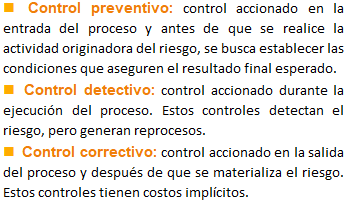 ■ Control preventivo: control accionado en la
entrada del proceso y antes de que se realice la
actividad originadora del riesgo, se busca establecer las
condiciones que aseguren el resultado final esperado.
■ Control detectivo: control accionado durante la
ejecución del proceso. Estos controles detectan el
riesgo, pero generan reprocesos.
■ Control correctivo: control accionado en la salida
del proceso y después de que se materializa el riesgo.
Estos controles tienen costos implícitos.